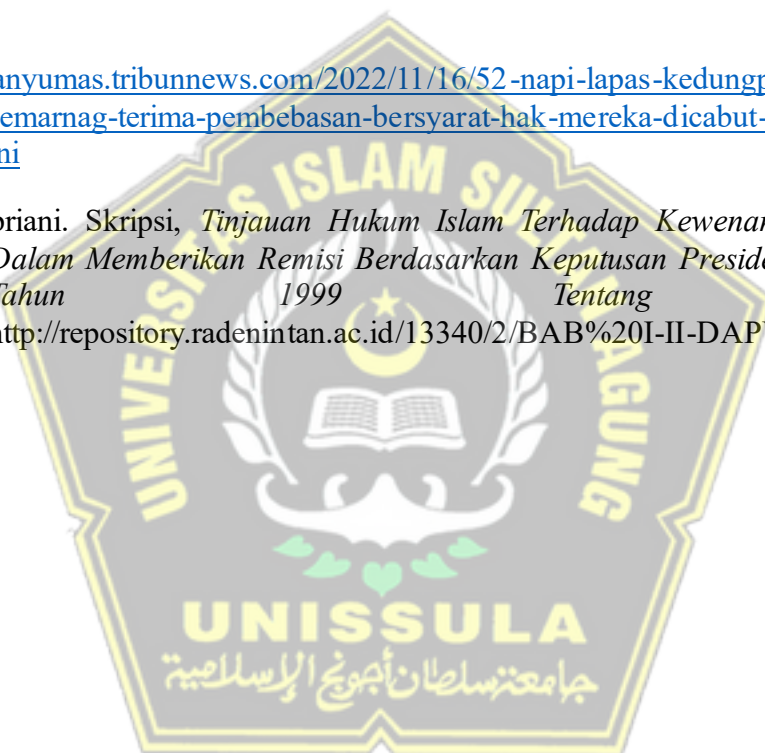 anyumas.tribunnews.com/2022/11/16/52-napi-lapas-kedungp
emarnag-terima-pembebasan-bersyarat-hak-mereka-dicabut-
ni
priani. Skripsi, Tinjauan Hukum Islam Terhadap Kewenan
Dalam Memberikan Remisi Berdasarkan Keputusan Preside
Tahun 1999 Tentang
http://repository.radenintan.ac.id/13340/2/BAB%20I-II-DAP
UNIVERSITAS ISLAM SULTAN AGUNG
UNISSULA
جامعتنسلطان أجونج الإسلامية